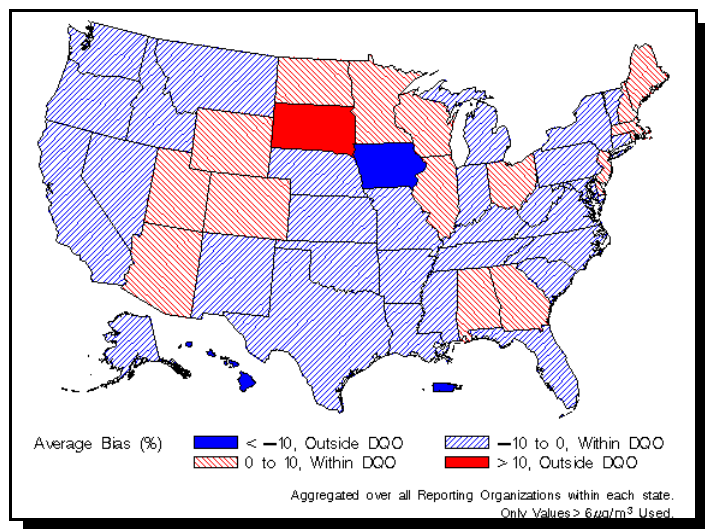 Average Bias (%)
< −10, Outside DQO
−10 to 0, Within DQO
0 to 10, Within DQO
> 10, Outside DQO
Aggregated over all Reporting Organizations within each state.
Only Values > 6μg/m³ Used.